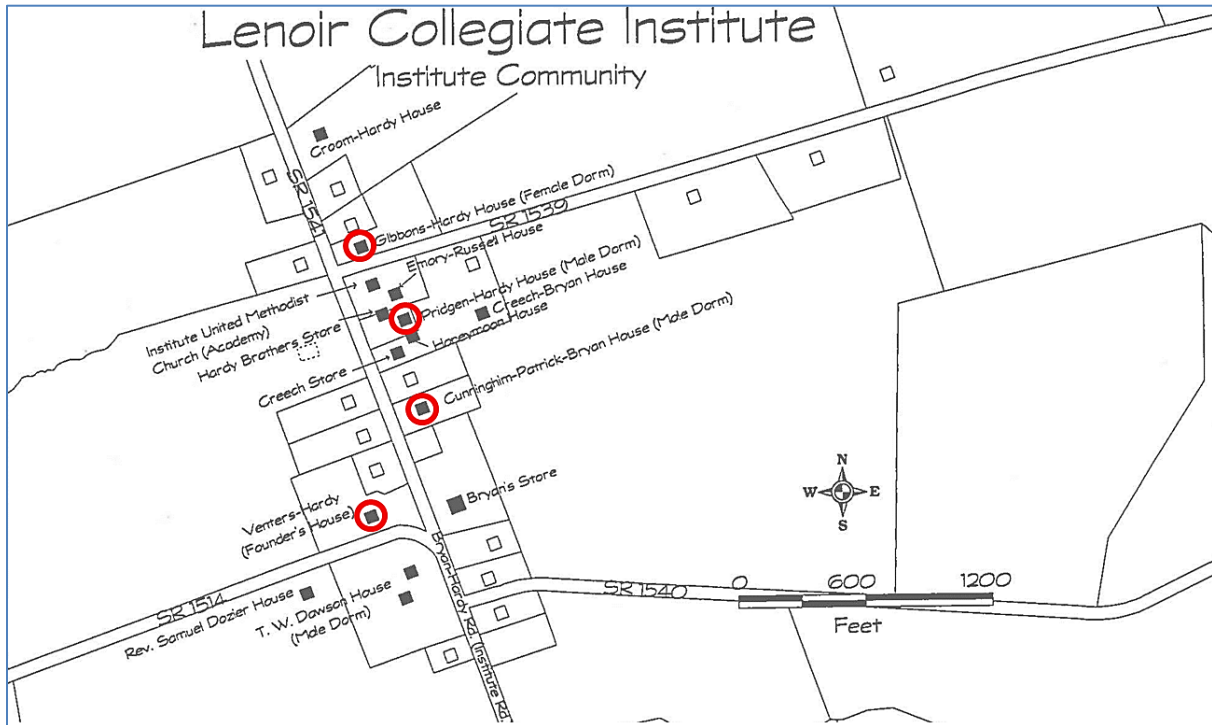 Lenoir Collegiate Institute
Institute Community
Croom-Hardy House
SR 1541
Gibbons-Hardy House (Female Dorm)
SR 1539
Emory-Russell House
Pridgen-Hardy House (Male Dorm)
Creech-Bryan House
Honeymoon House
Institute United Methodist
Church (Academy)
Hardy Brothers Store
Creech Store
Cunninghim-Patrick-Bryan House (Male Dorm)
Venters-Hardy
(Founder's House)
Bryan's Store
N
W
E
S
SR 1514
Rev. Samuel Dozier House
T. W. Dawson House
(Male Dorm)
Bryan-Hardy Rd. (Institute Rd.
SR 1540
0 600 1200
Feet